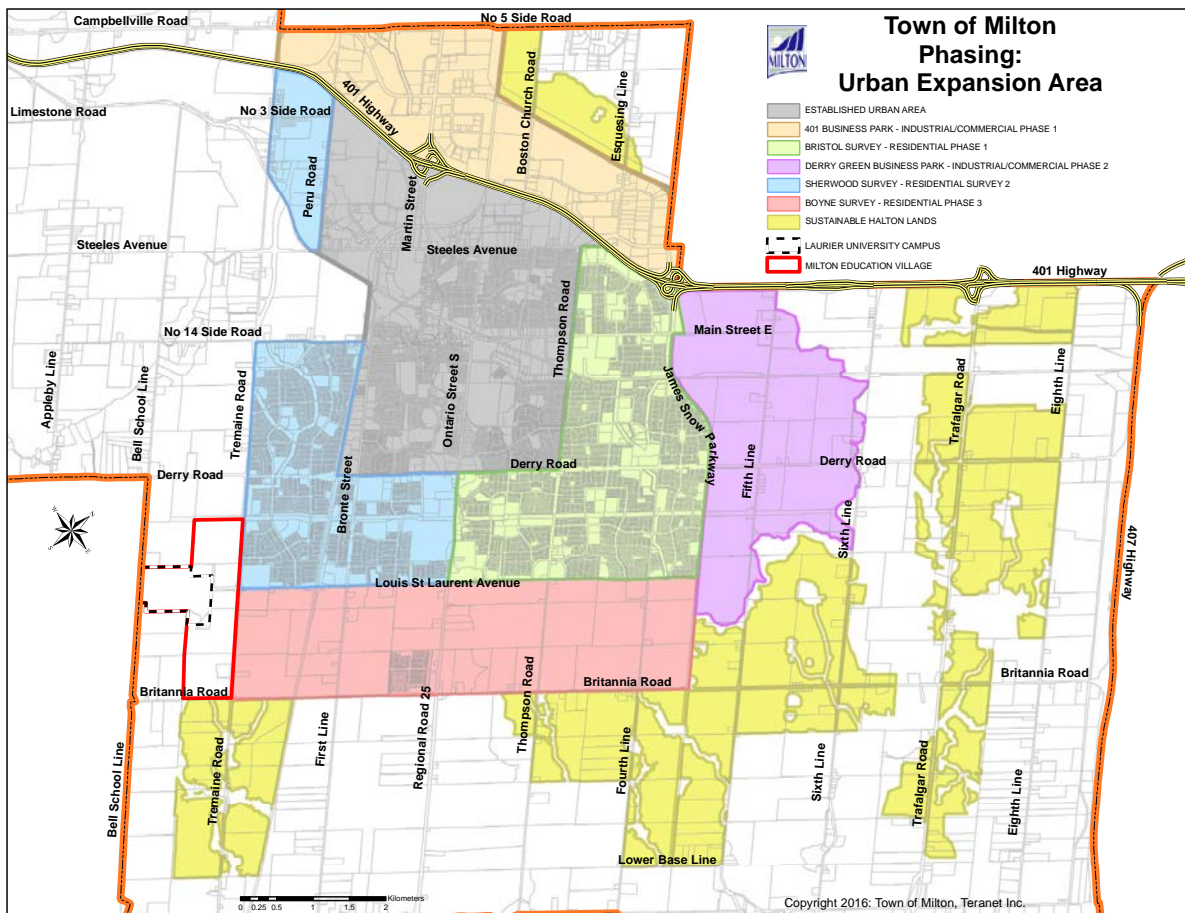 Campbellville Road
No 5 Side Road
Town of Milton
Phasing:
Urban Expansion Area
MILTON
ESTABLISHED URBAN AREA
401 BUSINESS PARK - INDUSTRIAL/COMMERCIAL PHASE 1
BRISTOL SURVEY - RESIDENTIAL PHASE 1
DERRY GREEN BUSINESS PARK - INDUSTRIAL/COMMERCIAL PHASE 2
SHERWOOD SURVEY - RESIDENTIAL SURVEY 2
BOYNE SURVEY - RESIDENTIAL PHASE 3
SUSTAINABLE HALTON LANDS
LAURIER UNIVERSITY CAMPUS
MILTON EDUCATION VILLAGE
Limestone Road
No 3 Side Road
401 Highway
Boston Church Road
Esquesing Line
Peru Road
Martin Street
Steeles Avenue
Steeles Avenue
401 Highway
No 14 Side Road
Thompson Road
Main Street E
James Snow Parkway
Appleby Line
Bell School Line
Tremaine Road
Ontario Street S
Trafalgar Road
Eighth Line
Derry Road
Derry Road
Derry Road
Bronte Street
Fifth Line
Sixth Line
407 Highway
W
N
S
E
Louis St Laurent Avenue
Britannia Road
Britannia Road
Britannia Road
Bell School Line
Tremaine Road
First Line
Regional Road 25
Thompson Road
Fourth Line
Sixth Line
Trafalgar Road
Eighth Line
Lower Base Line
Kilometers
0 0.25 0.5 1 1.5 2
Copyright 2016: Town of Milton, Teranet Inc.